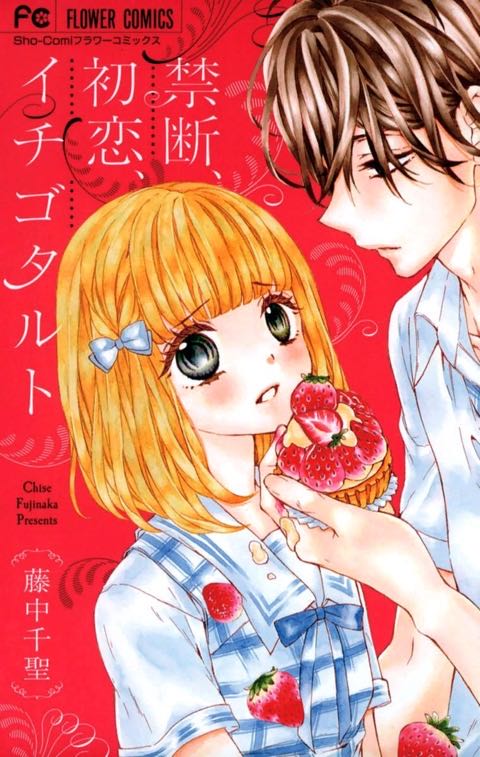 FC FLOWER COMICS
Sho-Comiフラワーコミックス
禁断、
初恋、
イチゴタルト
Chise
Fujinaka
Presents
藤中千聖